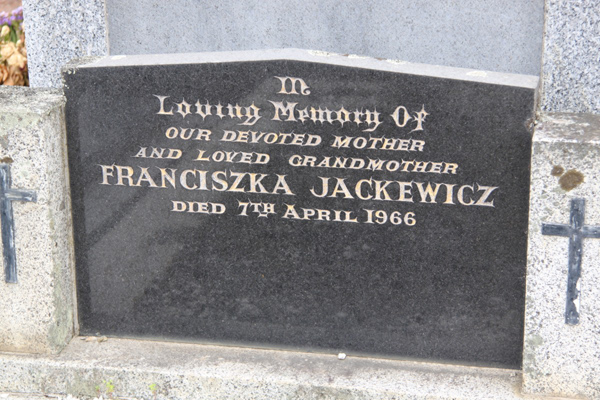 In
Loving Memory Of
OUR DEVOTED MOTHER
AND LOVED GRANDMOTHER
FRANCISZKA JACKEWICZ
DIED 7TH APRIL 1966